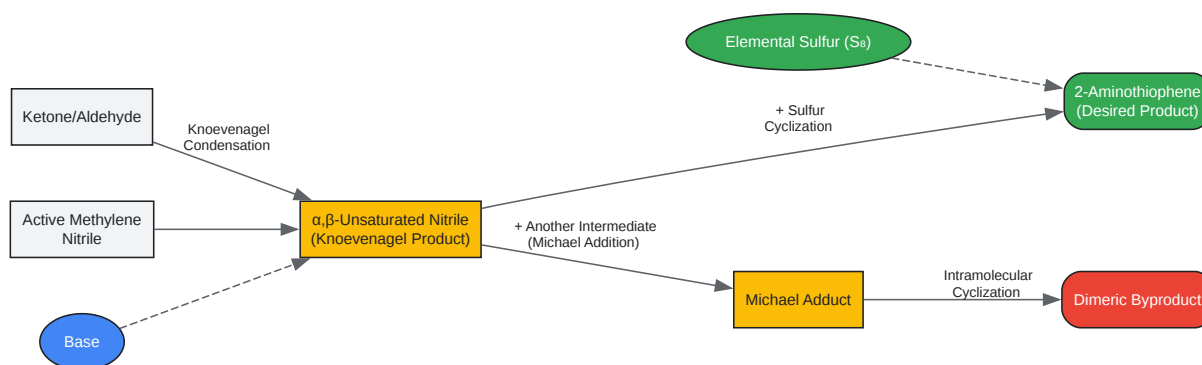 Elemental Sulfur (S₈)
2-Aminothiophene
(Desired Product)
+ Sulfur
Cyclization
Ketone/Aldehyde
Knoevenagel
Condensation
Active Methylene
Nitrile
α,β-Unsaturated Nitrile
(Knoevenagel Product)
+ Another Intermediate
(Michael Addition)
Michael Adduct
Intramolecular
Cyclization
Dimeric Byproduct
Base